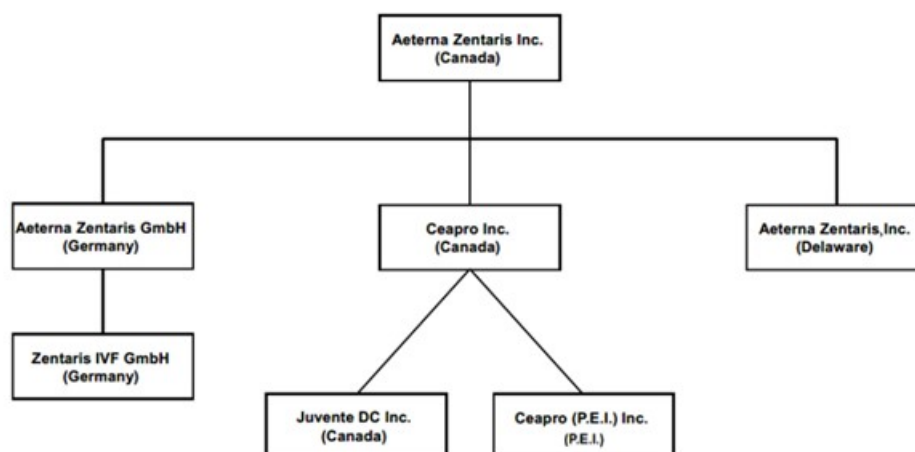 Aeterna Zentaris Inc.
(Canada)
Aeterna Zentaris GmbH
(Germany)
Ceapro Inc.
(Canada)
Aeterna Zentaris,Inc.
(Delaware)
Zentaris IVF GmbH
(Germany)
Juvente DC Inc.
(Canada)
Ceapro (P.E.I.) Inc.
(P.E.I.)